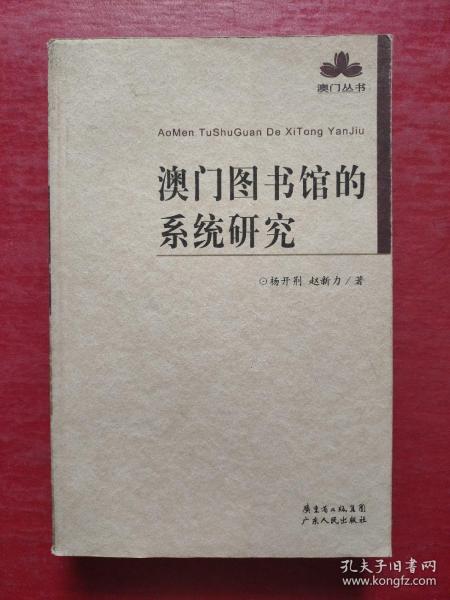 澳门丛书
AoMen TuShuGuan De XiTong YanJiu
澳门图书馆的
系统研究
⊙杨开荆 赵新力/著
广东省出版集团
广东人民出版社
孔夫子旧书网
www.kongfz.com